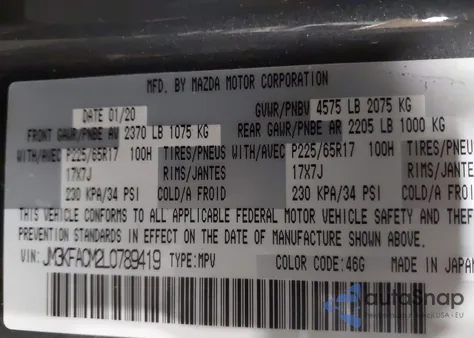 MFD. BY MAZDA MOTOR CORPORATION
DATE 01/20 GVWR/PNBV 4575 LB 2075 KG
FRONT GAWR/PNBE AV 2370 LB 1075 KG REAR GAWR/PNBE AR 2205 LB 1000 KG
WITH/AVEC P225/65R17 100H TIRES/PNEUS WITH/AVEC P225/65R17 100H TIRES/PNEU
17X7J RIMS/JANTES 17X7J RIMS/JANTES
230 KPA/34 PSI COLD/A FROID 230 KPA/34 PSI COLD/A FROID
THIS VEHICLE CONFORMS TO ALL APPLICABLE FEDERAL MOTOR VEHICLE SAFETY AND THEF
PREVENTION STANDARDS IN EFFECT ON THE DATE OF MANUFACTURE SHOWN ABOVE.
VIN: JM3KFACM2L0789419 TYPE: MPV COLOR CODE: 46G MADE IN JAPAN
autoSnap